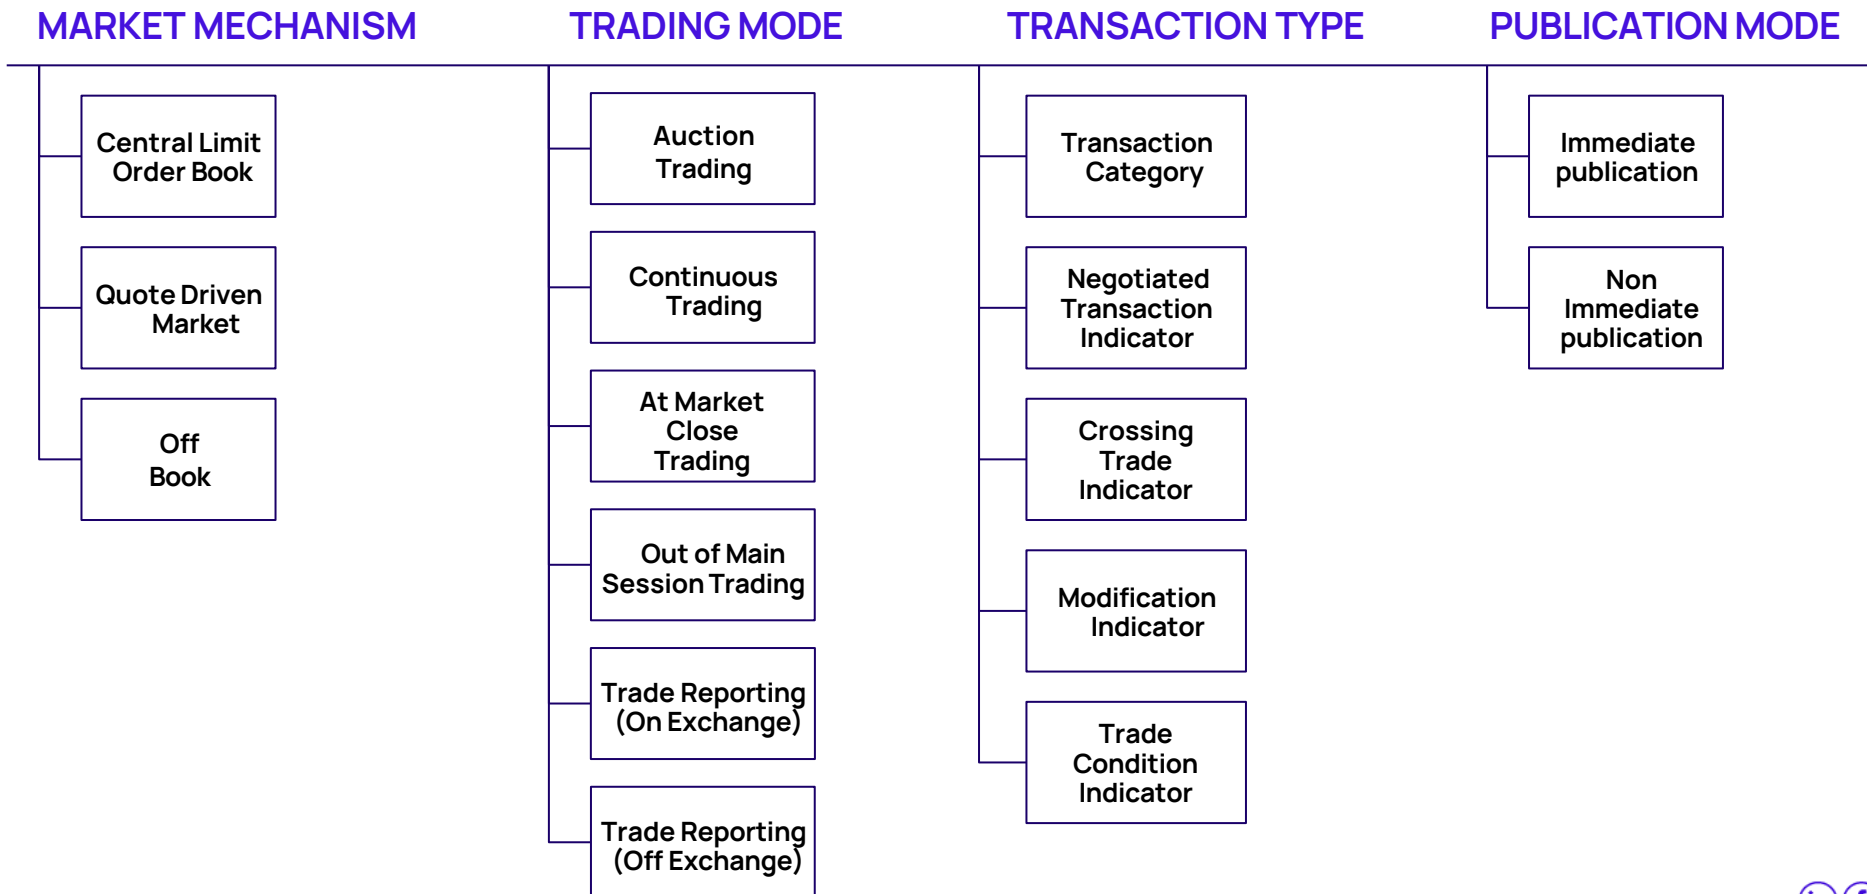 MARKET MECHANISM
Central Limit
Order Book
Quote Driven
Market
Off
Book
TRADING MODE
Auction
Trading
Continuous
Trading
At Market
Close
Trading
Out of Main
Session Trading
Trade Reporting
(On Exchange)
Trade Reporting
(Off Exchange)
TRANSACTION TYPE
Transaction
Category
Negotiated
Transaction
Indicator
Crossing
Trade
Indicator
Modification
Indicator
Trade
Condition
Indicator
PUBLICATION MODE
Immediate
publication
Non
Immediate
publication